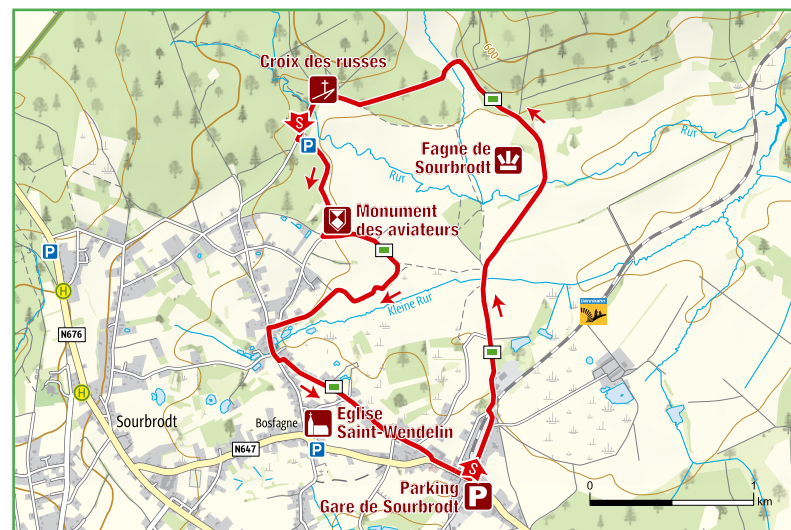 Croix des russes
600
S
P
Rur
Fagne de
Sourbrodt
Rur
Monument
des aviateurs
P
H
Kleine Rur
N676
H
Sourbrodt
Bosfagne
Eglise
Saint-Wendelin
N647
P
S
Parking
Gare de Sourbrodt
P
0 1
km